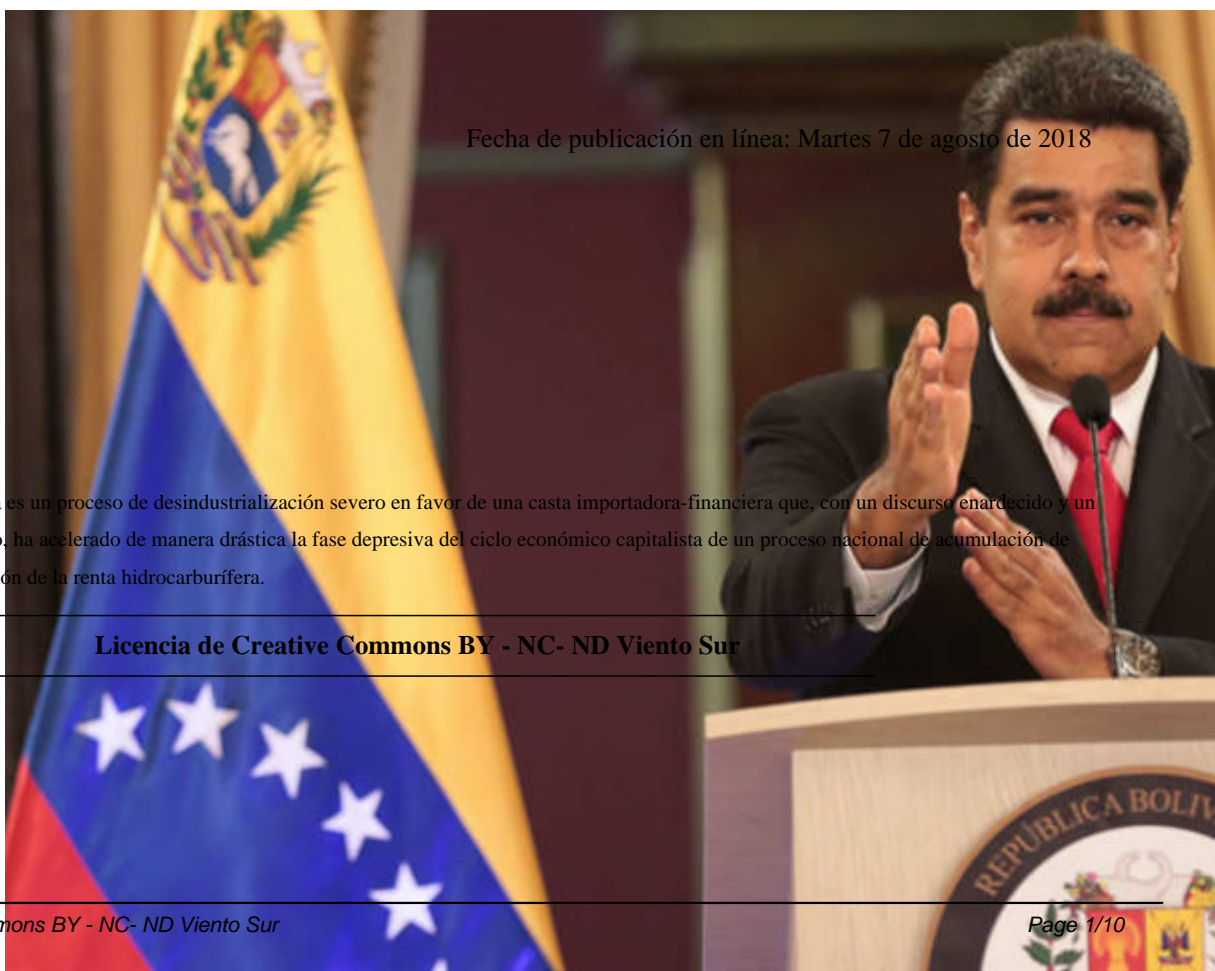 Fecha de publicación en línea: Martes 7 de agosto de 2018
es un proceso de desindustrialización severo en favor de una casta importadora-financiera que, con un discurso enardecido y un
, ha acelerado de manera drástica la fase depresiva del ciclo económico capitalista de un proceso nacional de acumulación de
ón de la renta hidrocarburífera.
Licencia de Creative Commons BY - NC- ND Viento Sur
REPÚBLICA BOLIV
mons BY - NC- ND Viento Sur Page 1/10